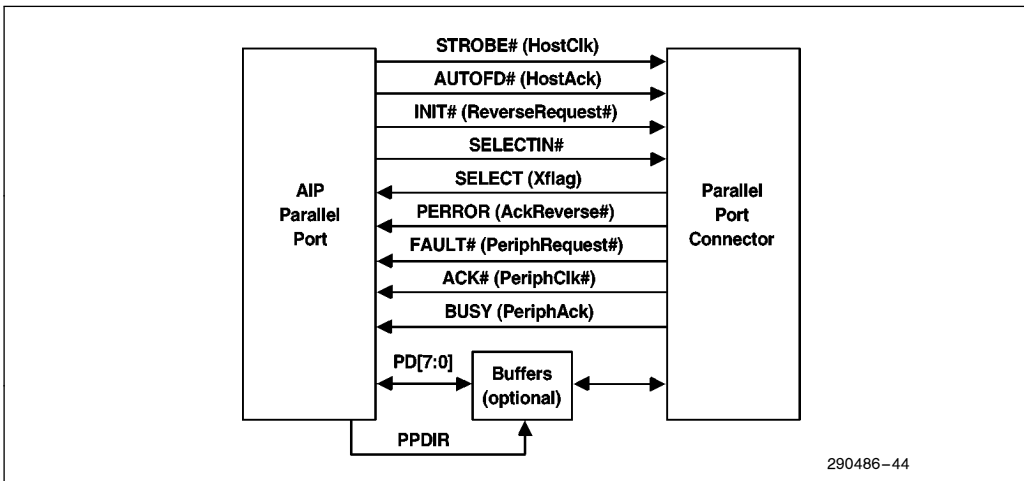 STROBE# (HostClk)
AUTOFD# (HostAck)
INIT# (ReverseRequest#)
SELECTIN#
SELECT (Xflag)
PERROR (AckReverse#)
FAULT# (PeriphRequest#)
ACK# (PeriphClk#)
BUSY (PeriphAck)
AIP
Parallel
Port
Parallel
Port
Connector
PD[7:0]
Buffers
(optional)
PPDIR
290486–44